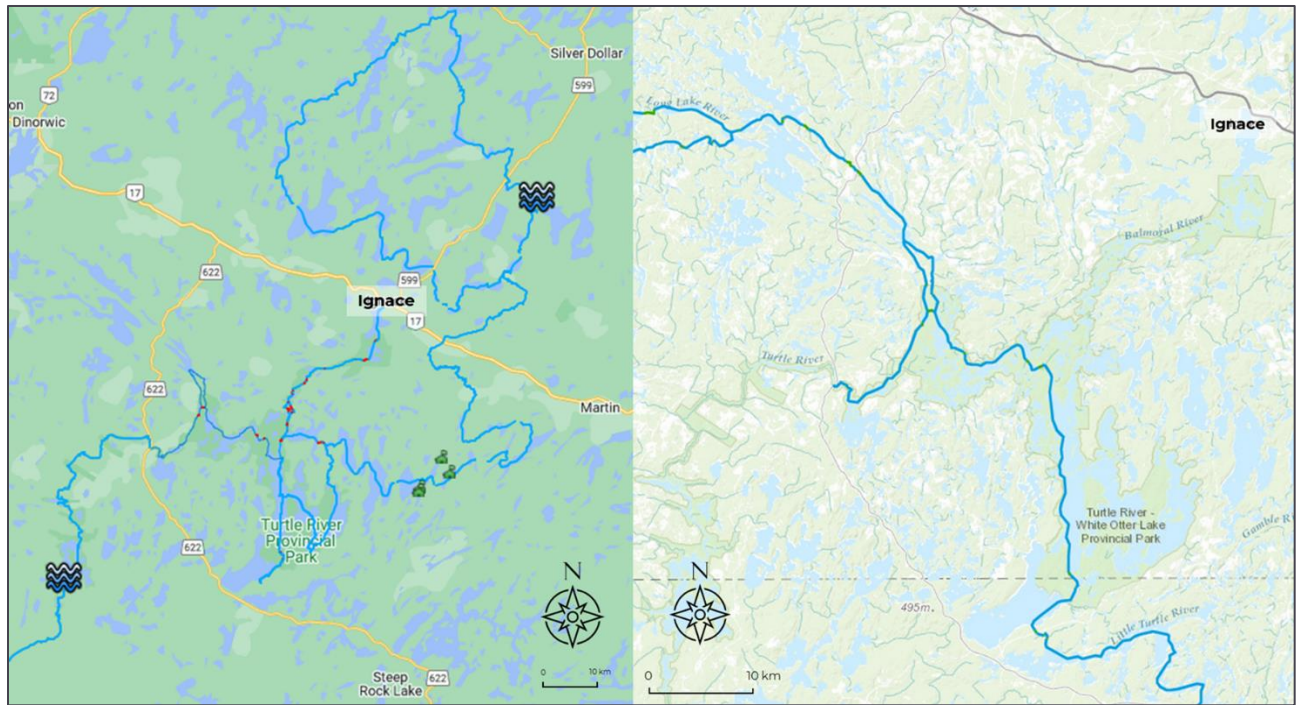 Silver Dollar
599
72
on
Dinorwic
17
622
599
Ignace
17
622
Martin
Turtle River
Provincial
Park
622
N
0 10 km
Steep
Rock Lake
622
Long Lake River
Ignace
Balmoral River
Turtle River
Turtle River -
White Otter Lake
Provincial Park
Gamble R
N
495m
Little Turtle River
0 10 km